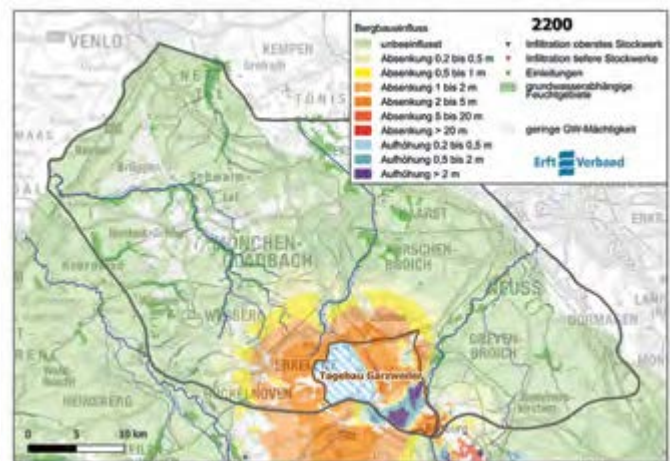 Bergbaueinfluss
unbeeinflusst
Absenkung 0,2 bis 0,5 m
Absenkung 0,5 bis 1 m
Absenkung 1 bis 2 m
Absenkung 2 bis 5 m
Absenkung 5 bis 20 m
Absenkung > 20 m
Aufhöhung 0,2 bis 0,5 m
Aufhöhung 0,5 bis 2 m
Aufhöhung > 2 m
2200
Infiltration oberstes Stockwerk
Infiltration tiefere Stockwerke
Einleitungen
grundwasserabhängige
Feuchtgebiete
geringe GW-Mächtigkeit
Erft Verband
VENLO
KEMPEN
TÖNIS
MAAS
Schwalm-
MÖNCHEN-
GLADBACH
KAARST
KORSCHEN-
BROICH
NEUSS
DORMAGEN
GREVEN-
BROICH
Tagebau Garzweiler
HÜCKELHOVEN
HEINSBERG
0 5 10 km